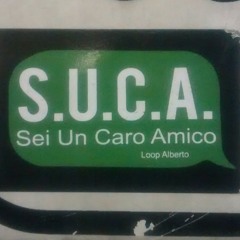 S.U.C.A.
Sei Un Caro Amico
Loop Alberto